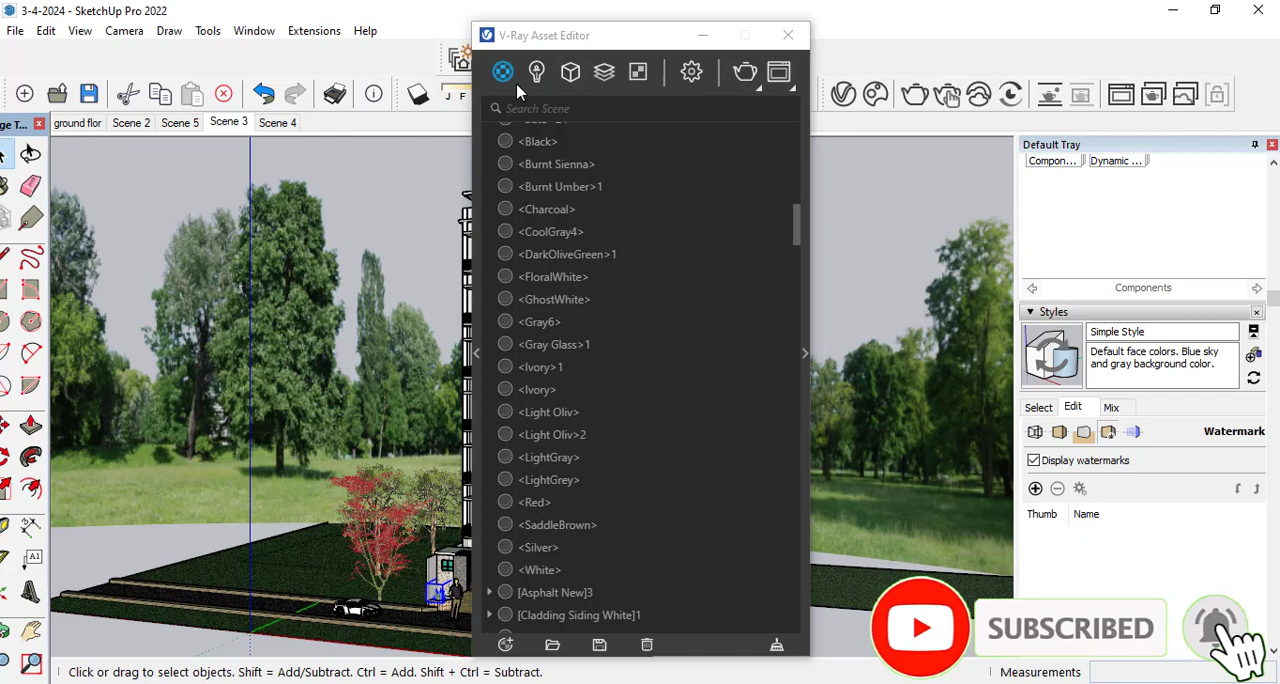 3-4-2024 - SketchUp Pro 2022
File Edit View Camera Draw Tools Window Extensions Help
ground flor Scene 2 Scene 5 Scene 3 Scene 4
V-Ray Asset Editor
Search Scene
<Black>
<Burnt Sienna>
<Burnt Umber>1
<Charcoal>
<CoolGray4>
<DarkOliveGreen>1
<FloralWhite>
<GhostWhite>
<Gray6>
<Gray Glass>1
<Ivory>1
<Ivory>
<Light Oliv>
<Light Oliv>2
<LightGray>
<LightGrey>
<Red>
<SaddleBrown>
<Silver>
<White>
[Asphalt New]3
[Cladding Siding White]1
J F
Default Tray
Compon... Dynamic ...
Components
Styles
Simple Style
Default face colors. Blue sky
and gray background color.
Select Edit Mix
Watermark
Display watermarks
Thumb Name
SUBSCRIBED
Click or drag to select objects. Shift = Add/Subtract. Ctrl = Add. Shift + Ctrl = Subtract.
Measurements